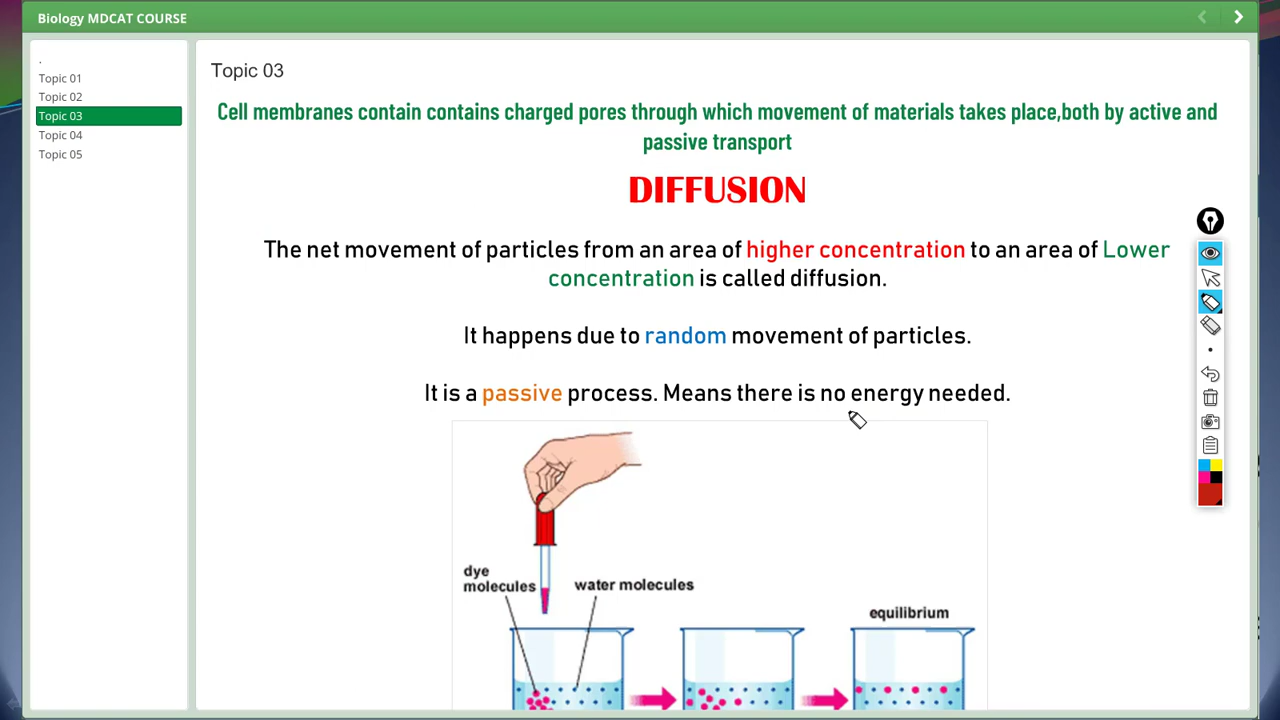 Biology MDCAT COURSE
.
Topic 01
Topic 02
Topic 03
Topic 04
Topic 05
Topic 03
Cell membranes contain contains charged pores through which movement of materials takes place,both by active and
passive transport
DIFFUSION
The net movement of particles from an area of higher concentration to an area of Lower
concentration is called diffusion.
It happens due to random movement of particles.
It is a passive process. Means there is no energy needed.
dye
molecules
water molecules
equilibrium